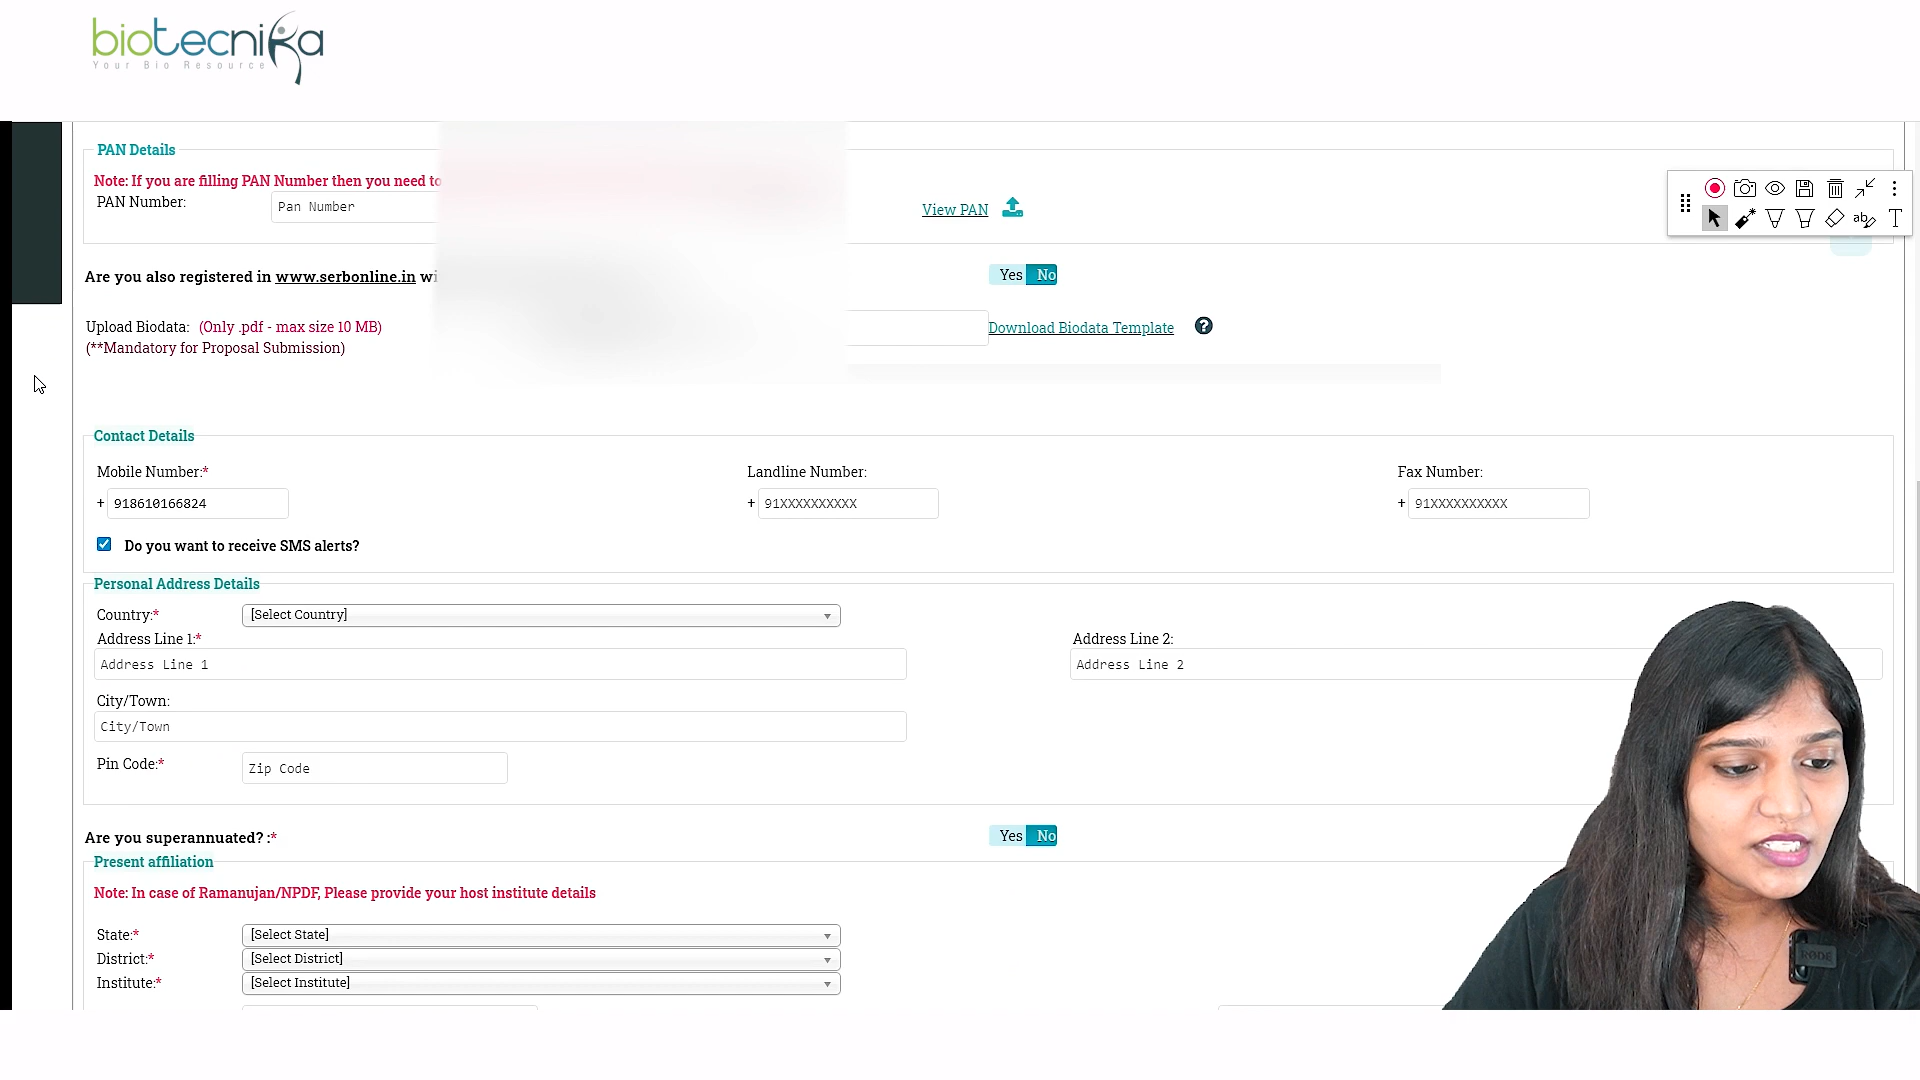 biotecnika
Your Bio Resource
PAN Details
Note: If you are filling PAN Number then you need to
PAN Number:
Pan Number
View PAN
Are you also registered in www.serbonline.in wi
Yes No
Upload Biodata: (Only .pdf - max size 10 MB)
(**Mandatory for Proposal Submission)
Download Biodata Template
?
ab
T
Contact Details
Mobile Number:*
Landline Number:
Fax Number:
+ 918610166824
+ 91XXXXXXXXXX
+ 91XXXXXXXXXX
Do you want to receive SMS alerts?
Personal Address Details
Country:* [Select Country]
Address Line 1:*
Address Line 2:
Address Line 1
Address Line 2
City/Town:
City/Town
Pin Code:* Zip Code
Are you superannuated? :*
Yes No
Present affiliation
Note: In case of Ramanujan/NPDF, Please provide your host institute details
State:* [Select State]
District:* [Select District]
Institute:* [Select Institute]
RODE